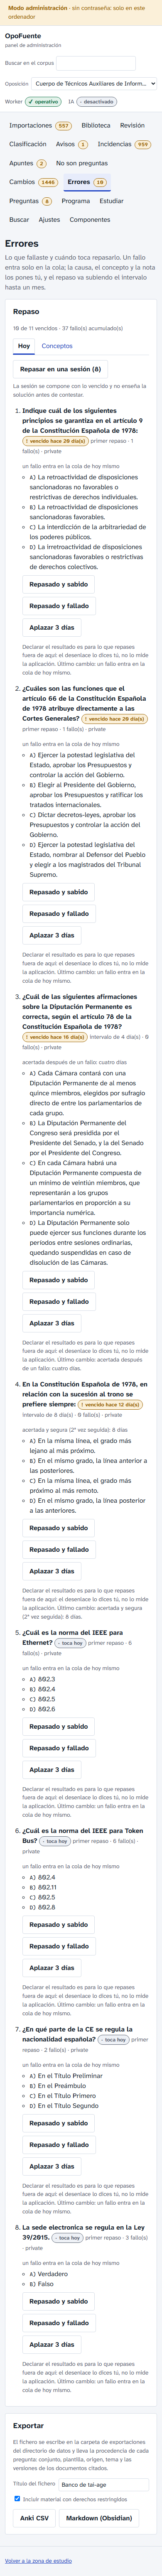 Modo administración · sin contraseña: solo en este ordenador
OpoFuente
panel de administración
Buscar en el corpus
Oposición Cuerpo de Técnicos Auxiliares de Inform...
Worker ✓ operativo IA - desactivado
Importaciones 557 Biblioteca Revisión
Clasificación Avisos 1 Incidencias 959
Apuntes 2 No son preguntas
Cambios 1446 Errores 10
Preguntas 6 Programa Estudiar
Buscar Ajustes Componentes
Errores
Lo que fallaste y cuándo toca repasarlo. Un fallo entra solo en la cola; la causa, el concepto y la nota los pones tú, y el repaso va subiendo el intervalo hasta un mes.
Repaso
10 de 11 vencidos · 37 fallo(s) acumulado(s)
Hoy Conceptos
Repasar en una sesión (8)
La sesión se compone con lo vencido y no enseña la solución antes de contestar.
1. Indique cuál de los siguientes principios se garantiza en el artículo 9 de la Constitución Española de 1978:
! vencido hace 20 día(s) primer repaso · 1 fallo(s) · private
un fallo entra en la cola de hoy mismo
A) La retroactividad de disposiciones sancionadoras no favorables o restrictivas de derechos individuales.
B) La retroactividad de disposiciones sancionadoras favorables.
C) La interdicción de la arbitrariedad de los poderes públicos.
D) La irretroactividad de disposiciones sancionadoras favorables o restrictivas de derechos colectivos.
Repasado y sabido
Repasado y fallado
Aplazar 3 días
Declarar el resultado es para lo que repases fuera de aquí: el desenlace lo dices tú, no lo mide la aplicación. Último cambio: un fallo entra en la cola de hoy mismo.
2. ¿Cuáles son las funciones que el artículo 66 de la Constitución Española de 1978 atribuye directamente a las Cortes Generales? ! vencido hace 20 día(s)
primer repaso · 1 fallo(s) · private
un fallo entra en la cola de hoy mismo
A) Ejercer la potestad legislativa del Estado, aprobar los Presupuestos y controlar la acción del Gobierno.
B) Elegir al Presidente del Gobierno, aprobar los Presupuestos y ratificar los tratados internacionales.
C) Dictar decretos-leyes, aprobar los Presupuestos y controlar la acción del Gobierno.
D) Ejercer la potestad legislativa del Estado, nombrar al Defensor del Pueblo y elegir a los magistrados del Tribunal Supremo.
Repasado y sabido
Repasado y fallado
Aplazar 3 días
Declarar el resultado es para lo que repases fuera de aquí: el desenlace lo dices tú, no lo mide la aplicación. Último cambio: un fallo entra en la cola de hoy mismo.
3. ¿Cuál de las siguientes afirmaciones sobre la Diputación Permanente es correcta, según el artículo 78 de la Constitución Española de 1978?
! vencido hace 16 día(s) Intervalo de 4 día(s) · 0 fallo(s) · private
acertada después de un fallo: cuatro días
A) Cada Cámara contará con una Diputación Permanente de al menos quince miembros, elegidos por sufragio directo de entre los parlamentarios de cada grupo.
B) La Diputación Permanente del Congreso será presidida por el Presidente del Senado, y la del Senado por el Presidente del Congreso.
C) En cada Cámara habrá una Diputación Permanente compuesta de un mínimo de veintiún miembros, que representarán a los grupos parlamentarios en proporción a su importancia numérica.
D) La Diputación Permanente solo puede ejercer sus funciones durante los períodos entre sesiones ordinarias, quedando suspendida en caso de disolución de las Cámaras.
Repasado y sabido
Repasado y fallado
Aplazar 3 días
Declarar el resultado es para lo que repases fuera de aquí: el desenlace lo dices tú, no lo mide la aplicación. Último cambio: acertada después de un fallo: cuatro días.
4. En la Constitución Española de 1978, en relación con la sucesión al trono se prefiere siempre: ! vencido hace 12 día(s)
Intervalo de 8 día(s) · 0 fallo(s) · private
acertada y segura (2ª vez seguida): 8 días
A) En la misma línea, el grado más lejano al más próximo.
B) En el mismo grado, la línea anterior a las posteriores.
C) En la misma línea, el grado más próximo al más remoto.
D) En el mismo grado, la línea posterior a las anteriores.
Repasado y sabido
Repasado y fallado
Aplazar 3 días
Declarar el resultado es para lo que repases fuera de aquí: el desenlace lo dices tú, no lo mide la aplicación. Último cambio: acertada y segura (2ª vez seguida): 8 días.
5. ¿Cuál es la norma del IEEE para Ethernet? - toca hoy primer repaso · 6 fallo(s) · private
un fallo entra en la cola de hoy mismo
A) 802.3
B) 802.4
C) 802.5
D) 802.6
Repasado y sabido
Repasado y fallado
Aplazar 3 días
Declarar el resultado es para lo que repases fuera de aquí: el desenlace lo dices tú, no lo mide la aplicación. Último cambio: un fallo entra en la cola de hoy mismo.
6. ¿Cuál es la norma del IEEE para Token Bus? - toca hoy primer repaso · 6 fallo(s) · private
un fallo entra en la cola de hoy mismo
A) 802.4
B) 802.11
C) 802.5
D) 802.8
Repasado y sabido
Repasado y fallado
Aplazar 3 días
Declarar el resultado es para lo que repases fuera de aquí: el desenlace lo dices tú, no lo mide la aplicación. Último cambio: un fallo entra en la cola de hoy mismo.
7. ¿En qué parte de la CE se regula la nacionalidad española? - toca hoy primer repaso · 2 fallo(s) · private
un fallo entra en la cola de hoy mismo
A) En el Título Preliminar
B) En el Preámbulo
C) En el Título Primero
D) En el Título Segundo
Repasado y sabido
Repasado y fallado
Aplazar 3 días
Declarar el resultado es para lo que repases fuera de aquí: el desenlace lo dices tú, no lo mide la aplicación. Último cambio: un fallo entra en la cola de hoy mismo.
8. La sede electronica se regula en la Ley 39/2015. - toca hoy primer repaso · 3 fallo(s) · private
un fallo entra en la cola de hoy mismo
A) Verdadero
B) Falso
Repasado y sabido
Repasado y fallado
Aplazar 3 días
Declarar el resultado es para lo que repases fuera de aquí: el desenlace lo dices tú, no lo mide la aplicación. Último cambio: un fallo entra en la cola de hoy mismo.
Exportar
El fichero se escribe en la carpeta de exportaciones del directorio de datos y lleva la procedencia de cada pregunta: conjunto, plantilla, origen, tema y las versiones de los documentos citados.
Título del fichero Banco de tai-age
Incluir material con derechos restringidos
Anki CSV Markdown (Obsidian)
Volver a la zona de estudio